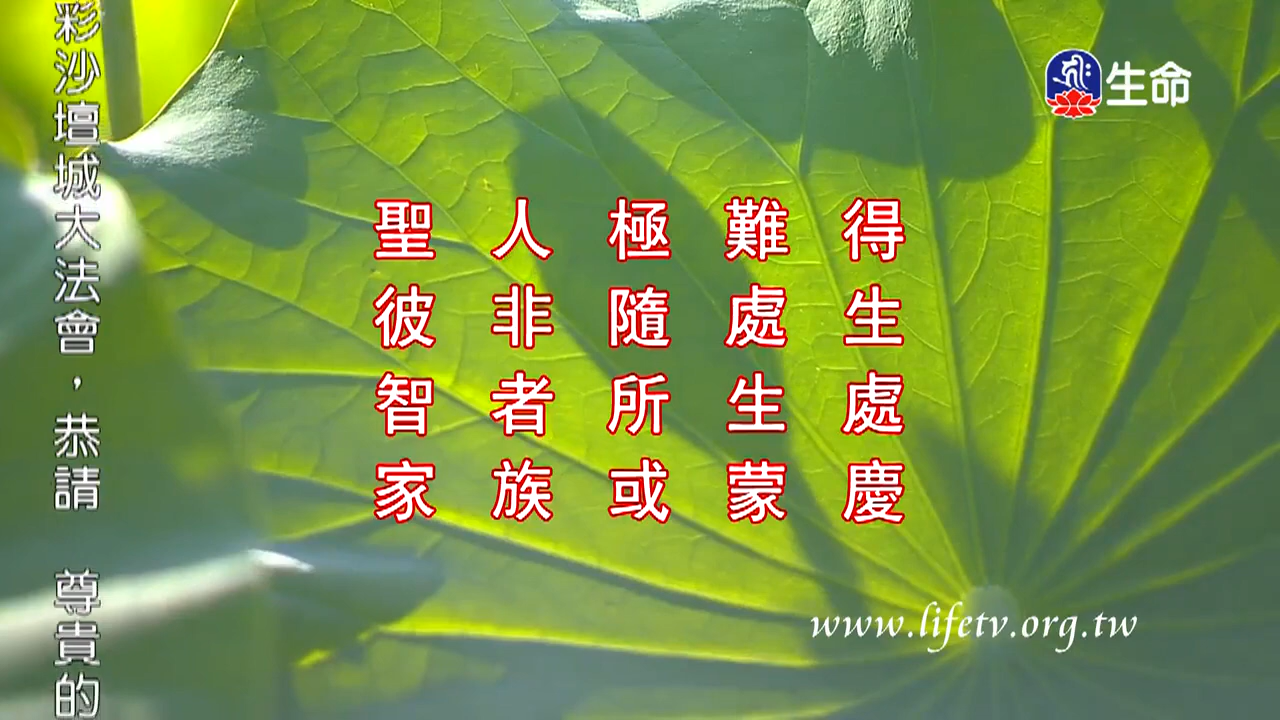 彩沙壇城大法會，恭請 尊貴的
生命
聖人極難得
彼非隨處生
智者所生處
家族或蒙慶
www.lifetv.org.tw